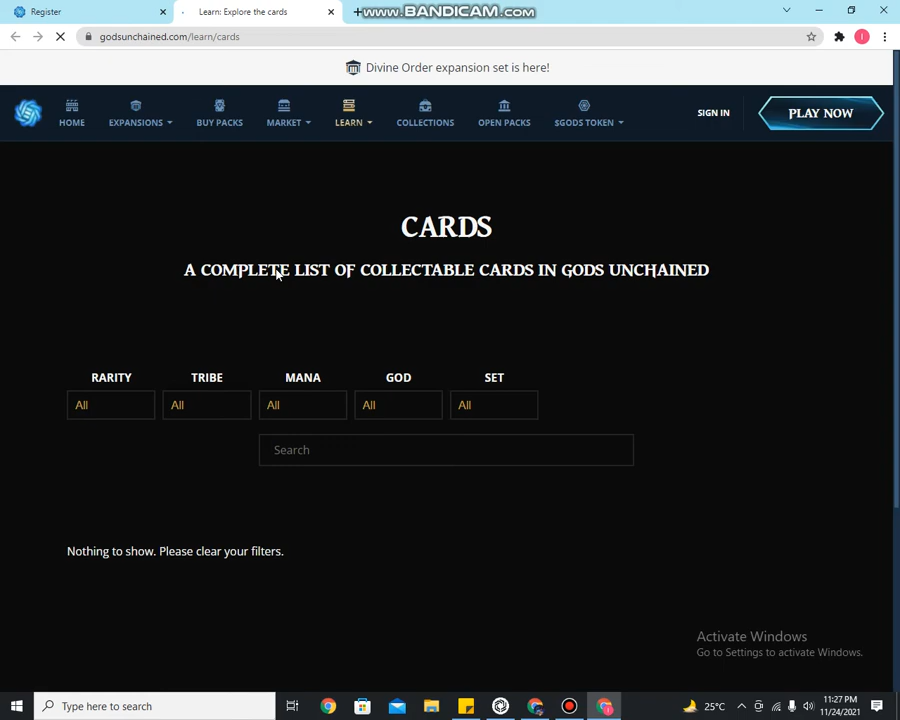 Register
Learn: Explore the cards
www.BANDICAM.com
godsunchained.com/learn/cards
Divine Order expansion set is here!
HOME EXPANSIONS BUY PACKS MARKET LEARN COLLECTIONS OPEN PACKS $GODS TOKEN SIGN IN PLAY NOW
CARDS
A COMPLETE LIST OF COLLECTABLE CARDS IN GODS UNCHAINED
RARITY TRIBE MANA GOD SET
All All All All All
Search
Nothing to show. Please clear your filters.
Activate Windows
Go to Settings to activate Windows.
Type here to search
25°C
11:27 PM
11/24/2021